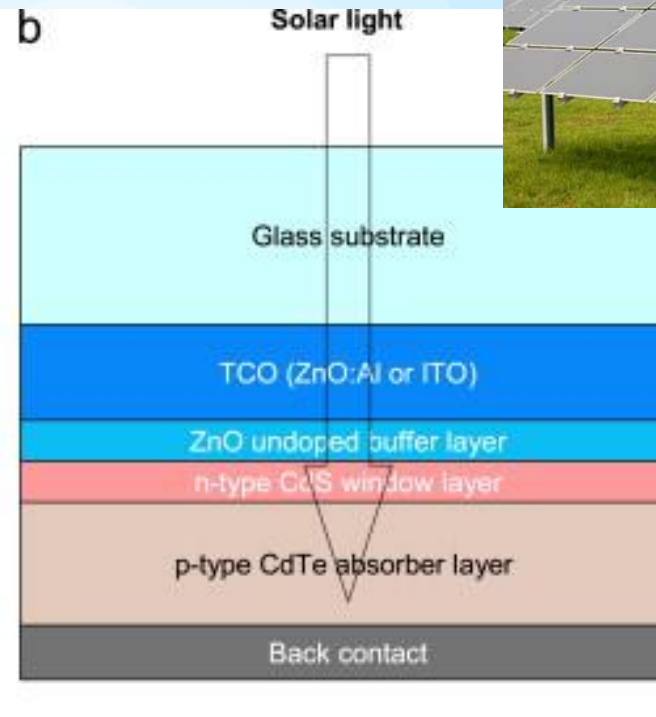 b
Solar light
Glass substrate
TCO (ZnO:Al or ITO)
ZnO undoped buffer layer
n-type CdS window layer
p-type CdTe absorber layer
Back contact